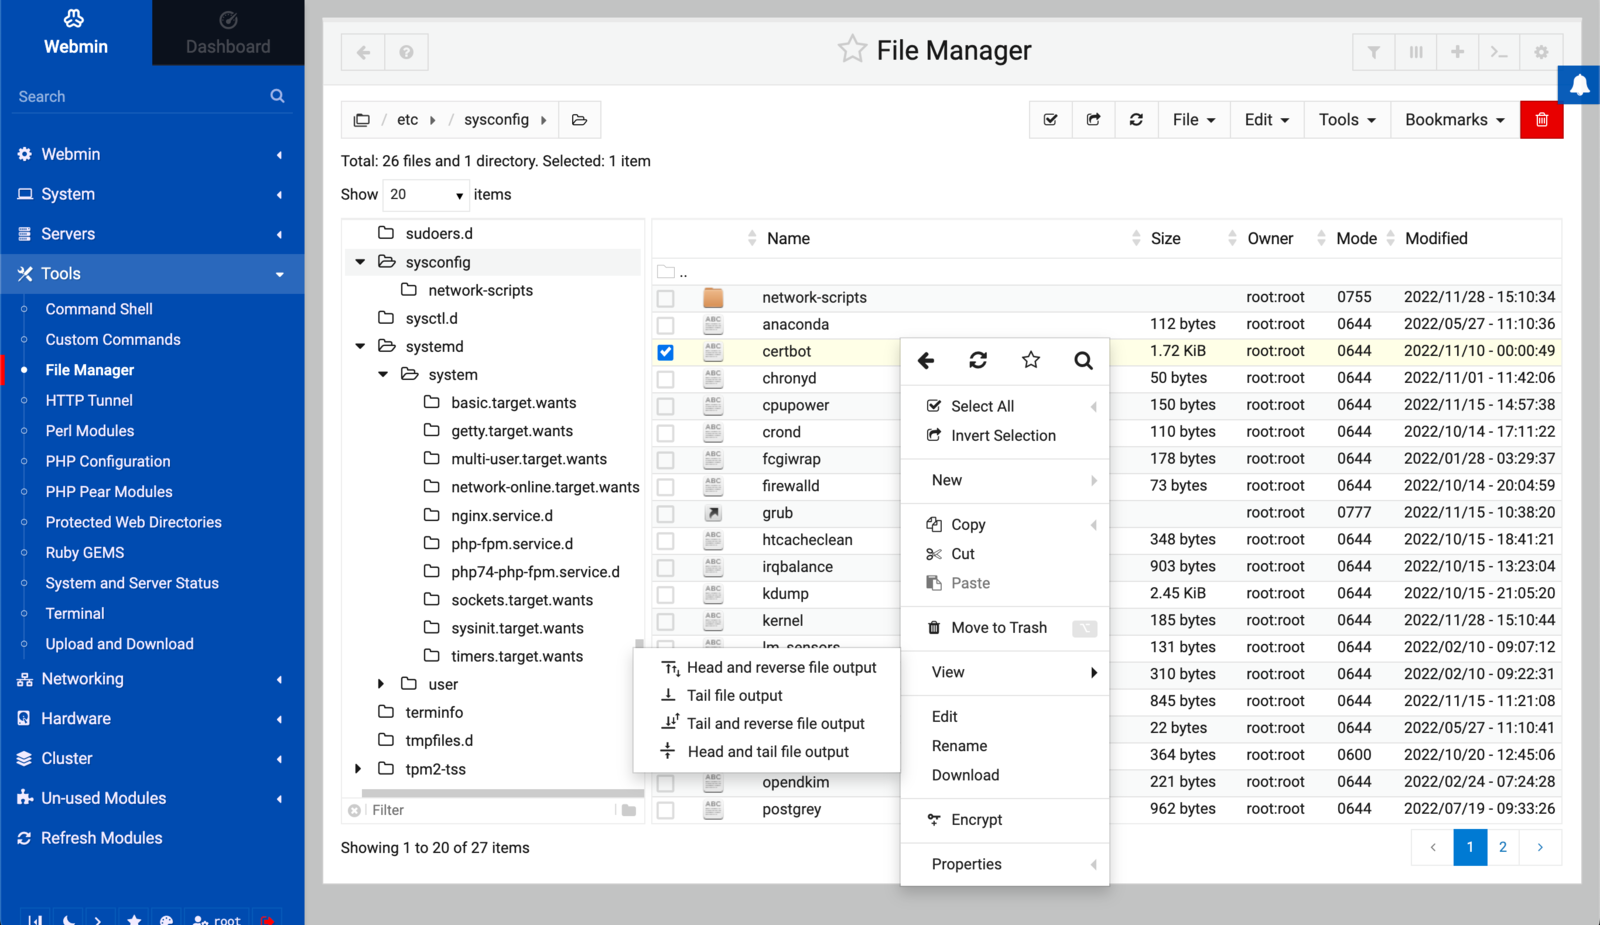 Webmin
Dashboard
Search
Webmin
System
Servers
Tools
Command Shell
Custom Commands
File Manager
HTTP Tunnel
Perl Modules
PHP Configuration
PHP Pear Modules
Protected Web Directories
Ruby GEMS
System and Server Status
Terminal
Upload and Download
Networking
Hardware
Cluster
Un-used Modules
Refresh Modules
root
File Manager
/ etc / sysconfig
File Edit Tools Bookmarks
Total: 26 files and 1 directory. Selected: 1 item
Show 20 items
sudoers.d
sysconfig
network-scripts
sysctl.d
systemd
system
basic.target.wants
getty.target.wants
multi-user.target.wants
network-online.target.wants
nginx.service.d
php-fpm.service.d
php74-php-fpm.service.d
sockets.target.wants
sysinit.target.wants
timers.target.wants
user
terminfo
tmpfiles.d
tpm2-tss
Filter
Name Size Owner Mode Modified
..
network-scripts root:root 0755 2022/11/28 - 15:10:34
ABC anaconda 112 bytes root:root 0644 2022/05/27 - 11:10:36
ABC certbot 1.72 KiB root:root 0644 2022/11/10 - 00:00:49
ABC chronyd 50 bytes root:root 0644 2022/11/01 - 11:42:06
ABC cpupower 150 bytes root:root 0644 2022/11/15 - 14:57:38
ABC crond 110 bytes root:root 0644 2022/10/14 - 17:11:22
ABC fcgiwrap 178 bytes root:root 0644 2022/01/28 - 03:29:37
ABC firewalld 73 bytes root:root 0644 2022/10/14 - 20:04:59
grub root:root 0777 2022/11/15 - 10:38:20
ABC htcacheclean 348 bytes root:root 0644 2022/10/15 - 18:41:21
ABC irqbalance 903 bytes root:root 0644 2022/10/15 - 13:23:04
ABC kdump 2.45 KiB root:root 0644 2022/10/15 - 21:05:20
ABC kernel 185 bytes root:root 0644 2022/11/28 - 15:10:44
ABC lm_sensors 131 bytes root:root 0644 2022/02/10 - 09:07:12
310 bytes root:root 0644 2022/02/10 - 09:22:31
845 bytes root:root 0644 2022/11/15 - 11:21:08
22 bytes root:root 0644 2022/05/27 - 11:10:41
364 bytes root:root 0600 2022/10/20 - 12:45:06
ABC opendkim 221 bytes root:root 0644 2022/02/24 - 07:24:28
ABC postgrey 962 bytes root:root 0644 2022/07/19 - 09:33:26
Select All
Invert Selection
New
Copy
Cut
Paste
Move to Trash
View
Edit
Rename
Download
Encrypt
Properties
Head and reverse file output
Tail file output
Tail and reverse file output
Head and tail file output
Showing 1 to 20 of 27 items
1 2